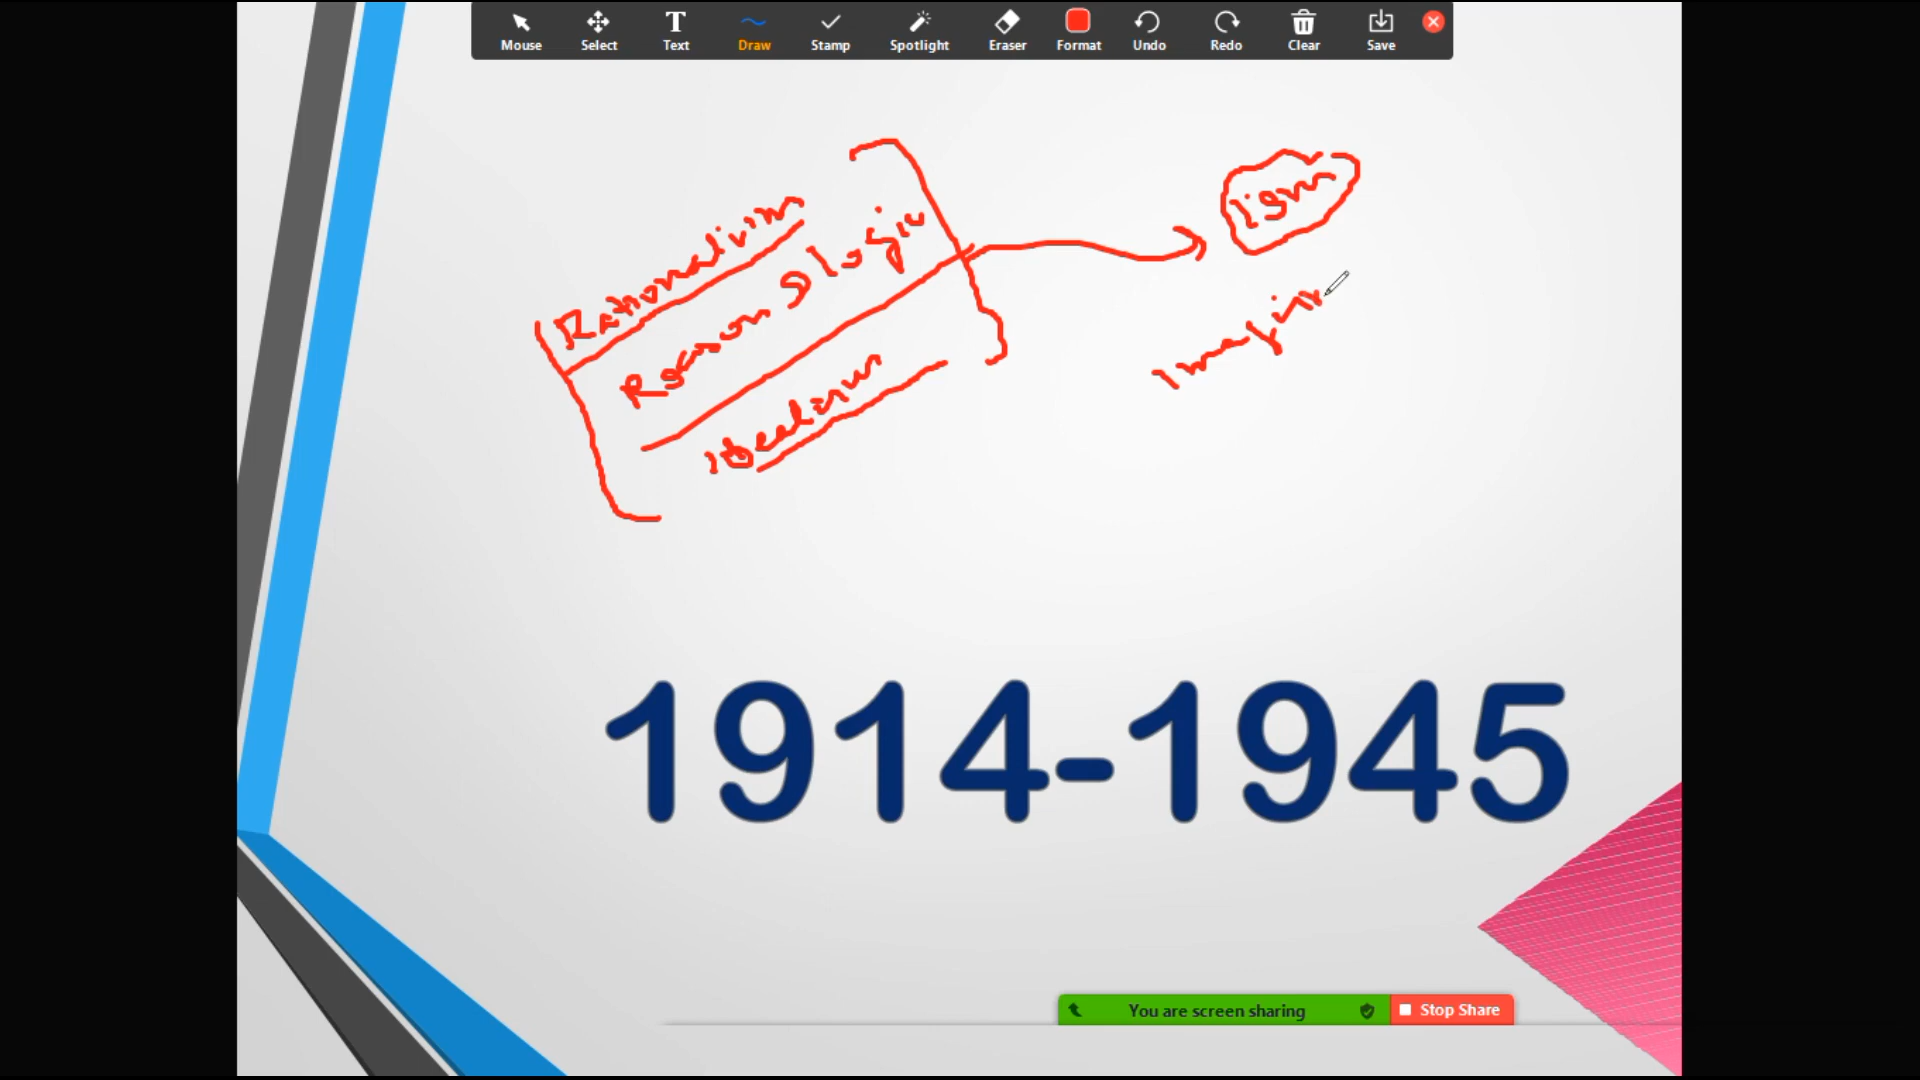 Mouse Select Text Draw Stamp Spotlight Eraser Format Undo Redo Clear Save
Rationalism
Reason & logic
Idealism
ism
1914-1945
You are screen sharing
Stop Share